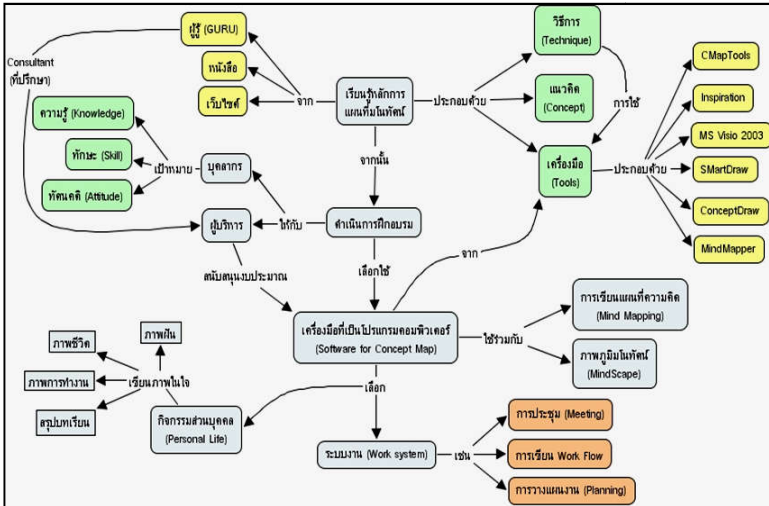 ผู้รู้ (GURU)
หนังสือ
เว็บไซต์
Consultant
(ที่ปรึกษา)
จาก
เรียนรู้หลักการ
แผนที่มโนทัศน์
ประกอบด้วย
วิธีการ
(Technique)
แนวคิด
(Concept)
การใช้
เครื่องมือ
(Tools)
ประกอบด้วย
CMapTools
Inspiration
MS Visio 2003
SMartDraw
ConceptDraw
MindMapper
ความรู้ (Knowledge)
ทักษะ (Skill)
ทัศนคติ (Attitude)
เป้าหมาย
บุคลากร
จากนั้น
ผู้บริหาร
ให้กับ
ดำเนินการฝึกอบรม
สนับสนุนงบประมาณ
เลือกใช้
จาก
เครื่องมือที่เป็นโปรแกรมคอมพิวเตอร์
(Software for Concept Map)
ใช้ร่วมกับ
การเขียนแผนที่ความคิด
(Mind Mapping)
ภาพภูมิมโนทัศน์
(MindScape)
ภาพฝัน
ภาพชีวิต
ภาพการทำงาน
สรุปบทเรียน
เขียนภาพในใจ
กิจกรรมส่วนบุคคล
(Personal Life)
เลือก
ระบบงาน (Work system)
เช่น
การประชุม (Meeting)
การเขียน Work Flow
การวางแผนงาน (Planning)